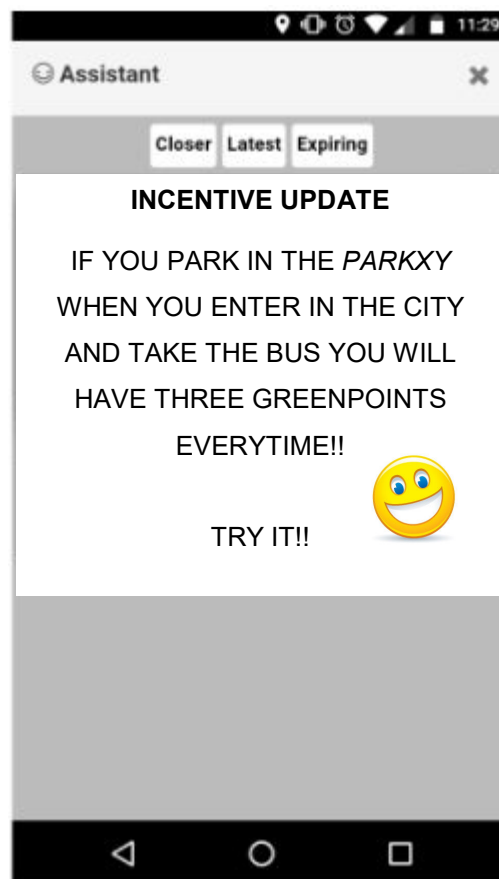 11:29
Assistant
Closer Latest Expiring
INCENTIVE UPDATE
IF YOU PARK IN THE PARKXY
WHEN YOU ENTER IN THE CITY
AND TAKE THE BUS YOU WILL
HAVE THREE GREENPOINTS
EVERYTIME!!
TRY IT!!